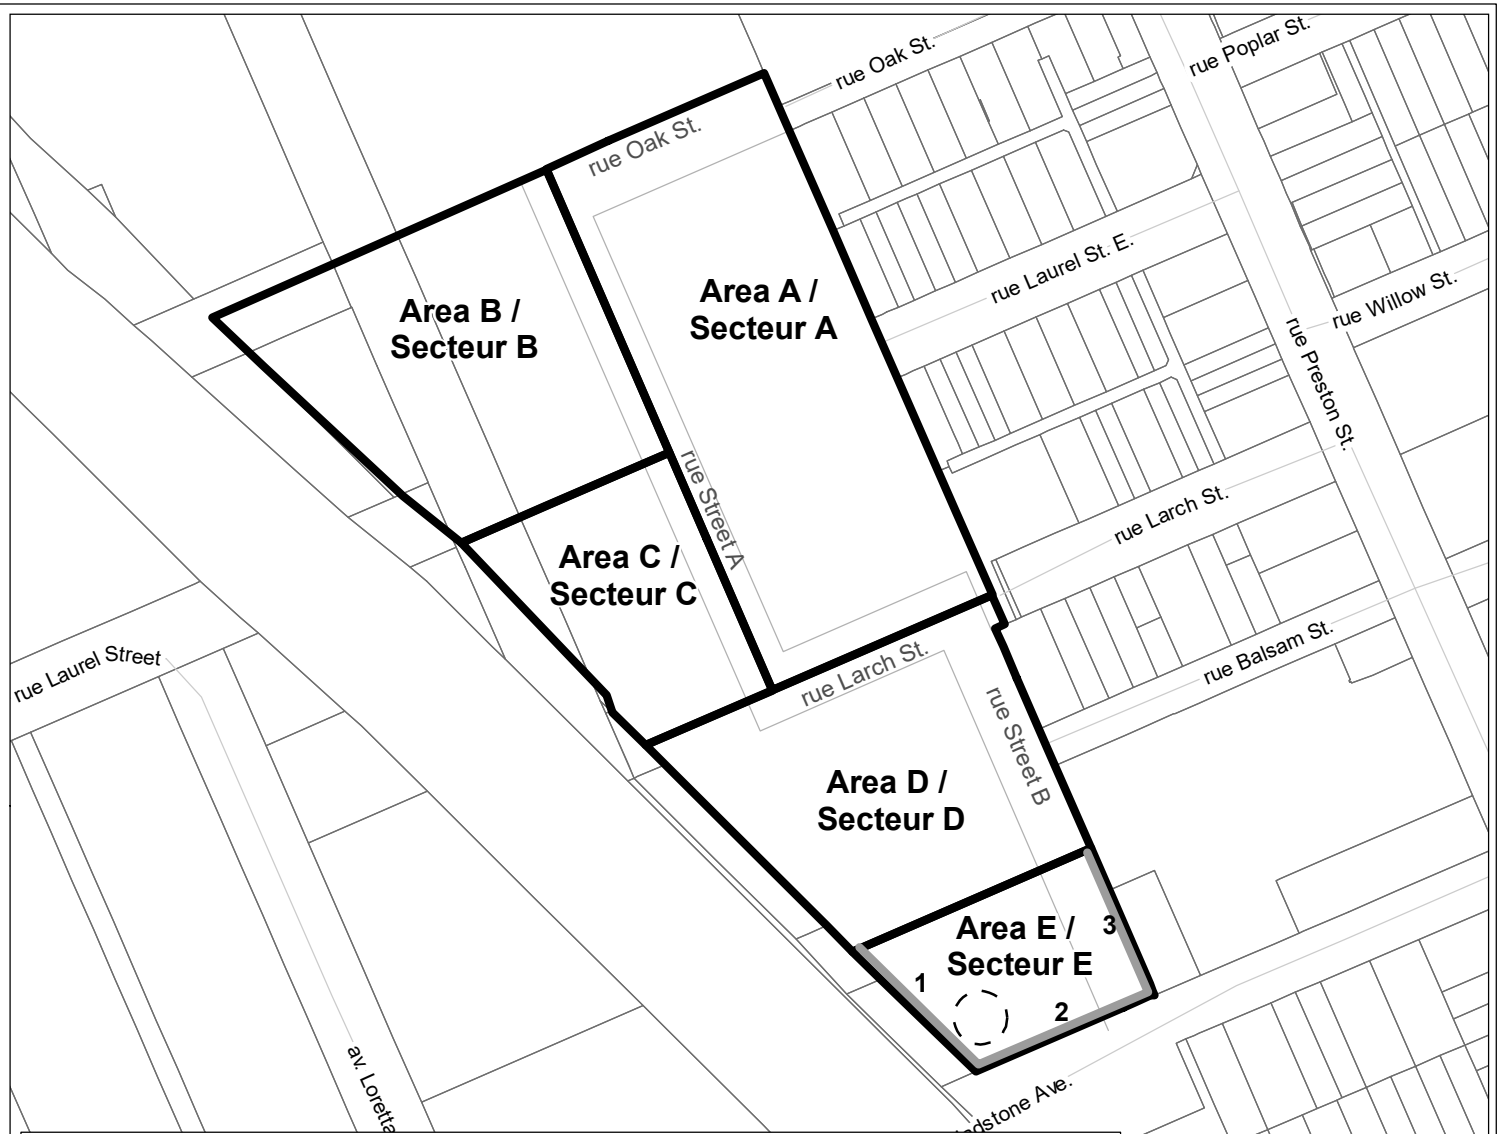 rue Oak St.
rue Poplar St.
rue Oak St.
rue Laurel St. E.
Area A /
Secteur A
Area B /
Secteur B
rue Willow St.
rue Preston St.
rue Street A
rue Larch St.
Area C /
Secteur C
rue Laurel Street
rue Larch St.
rue Balsam St.
rue Street B
Area D /
Secteur D
Area E /
Secteur E
3
1
2
av. Loretta
dstone Ave.